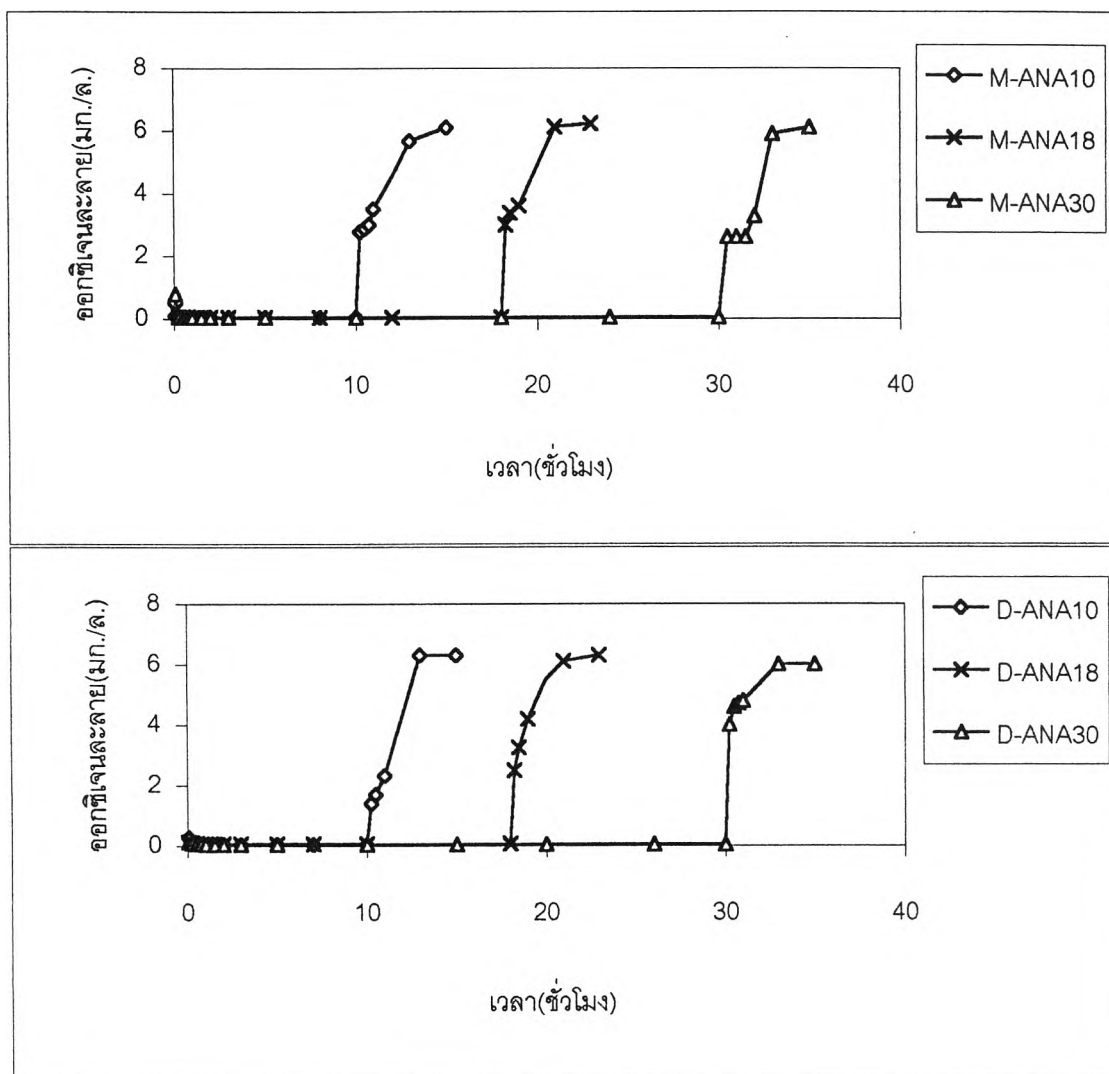 ออกซิเจนละลาย(มก./ล.)
8
6
4
2
0
0 10 20 30 40
เวลา(ชั่วโมง)
M-ANA10
M-ANA18
M-ANA30
ออกซิเจนละลาย(มก./ล.)
8
6
4
2
0
0 10 20 30 40
เวลา(ชั่วโมง)
D-ANA10
D-ANA18
D-ANA30